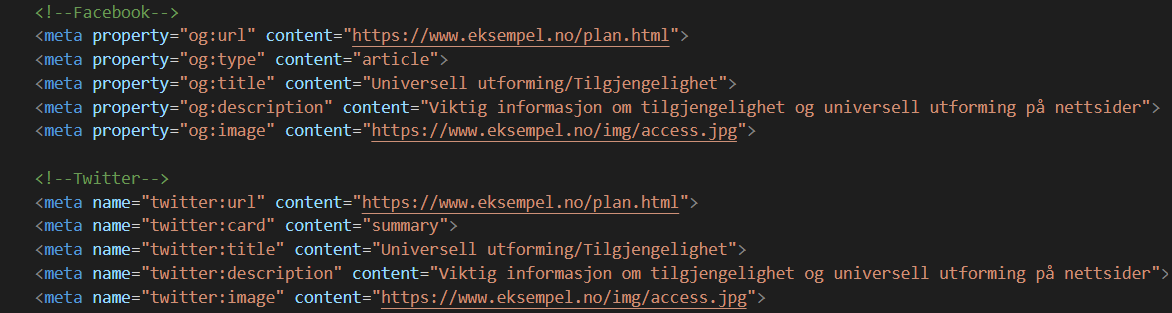 <!--Facebook-->
<meta property="og:url" content="https://www.eksempel.no/plan.html">
<meta property="og:type" content="article">
<meta property="og:title" content="Universell utforming/Tilgjengelighet">
<meta property="og:description" content="Viktig informasjon om tilgjengelighet og universell utforming på nettsider">
<meta property="og:image" content="https://www.eksempel.no/img/access.jpg">
<!--Twitter-->
<meta name="twitter:url" content="https://www.eksempel.no/plan.html">
<meta name="twitter:card" content="summary">
<meta name="twitter:title" content="Universell utforming/Tilgjengelighet">
<meta name="twitter:description" content="Viktig informasjon om tilgjengelighet og universell utforming på nettsider">
<meta name="twitter:image" content="https://www.eksempel.no/img/access.jpg">